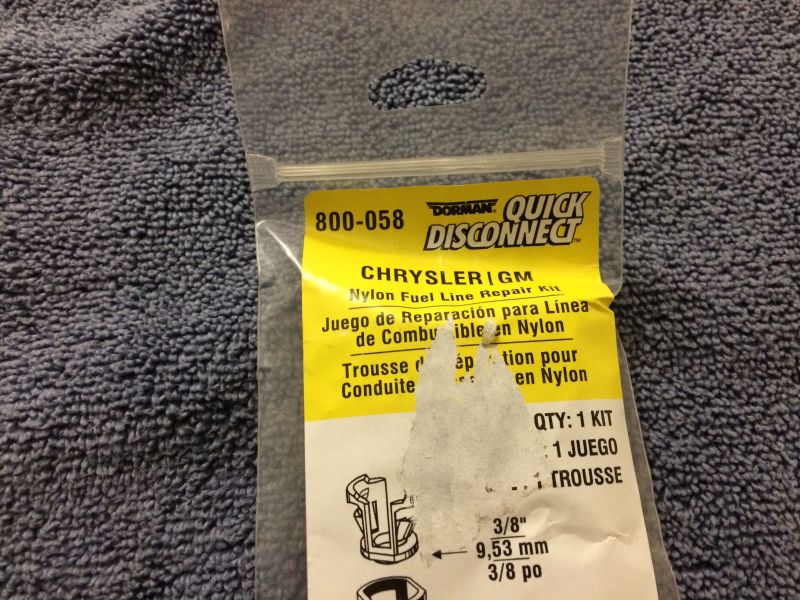 800-058
DORMAN® QUICK
DISCONNECT™
CHRYSLER | GM
Nylon Fuel Line Repair Kit
Juego de Reparación para Línea
de en Nylon
Trousse pour
Conduite en Nylon
QTY: 1 KIT
: 1 JUEGO
1 TROUSSE
3/8"
9,53 mm
3/8 po